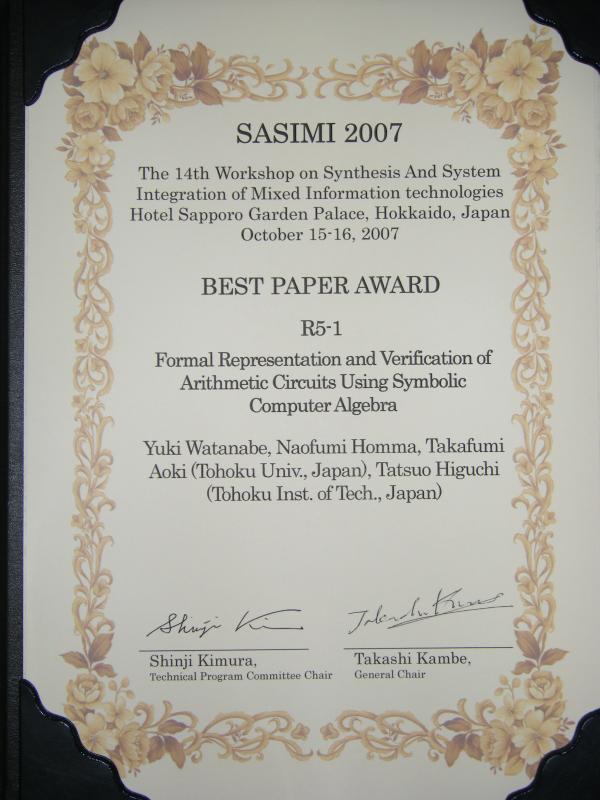 SASIMI 2007
The 14th Workshop on Synthesis And System
Integration of Mixed Information technologies
Hotel Sapporo Garden Palace, Hokkaido, Japan
October 15-16, 2007
BEST PAPER AWARD
R5-1
Formal Representation and Verification of
Arithmetic Circuits Using Symbolic
Computer Algebra
Yuki Watanabe, Naofumi Homma, Takafumi
Aoki (Tohoku Univ., Japan), Tatsuo Higuchi
(Tohoku Inst. of Tech., Japan)
Shinji Kimura,
Technical Program Committee Chair
Takashi Kambe,
General Chair